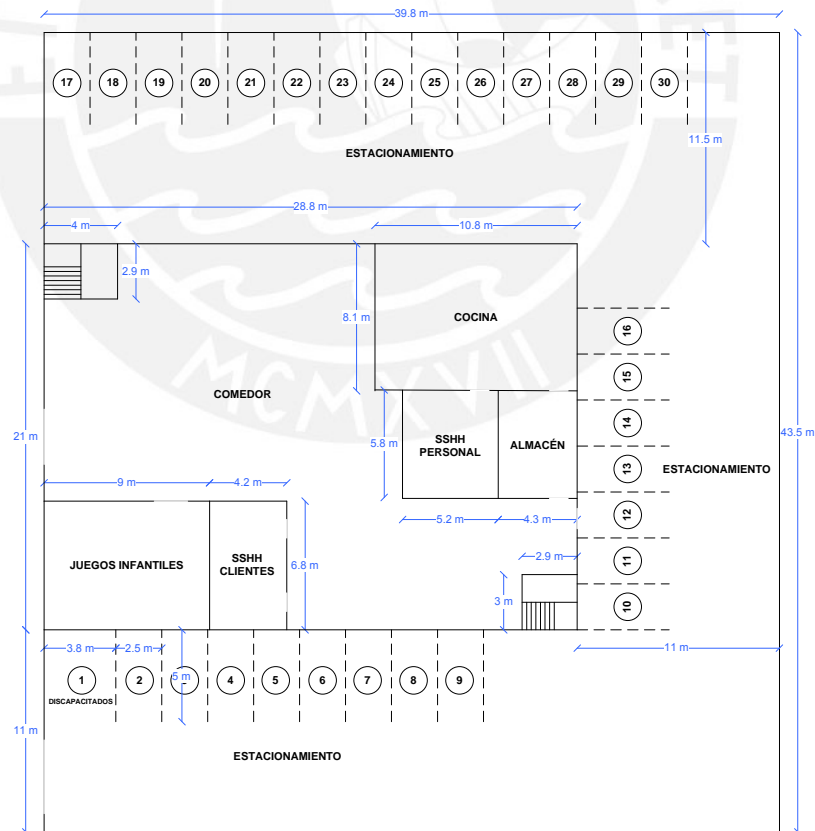 39.8 m
17 18 19 20 21 22 23 24 25 26 27 28 29 30
11.5 m
ESTACIONAMIENTO
28.8 m
4 m
10.8 m
2.9 m
8.1 m
COCINA
16
15
COMEDOR
14
21 m
43.5 m
5.8 m
SSHH
PERSONAL
ALMACÉN
13
ESTACIONAMIENTO
9 m
4.2 m
12
5.2 m
4.3 m
JUEGOS INFANTILES
SSHH
CLIENTES
6.8 m
2.9 m
11
3 m
10
3.8 m
2.5 m
11 m
1
DISCAPACITADOS
2
5 m
4 5 6 7 8 9
11 m
ESTACIONAMIENTO
MCMXVII